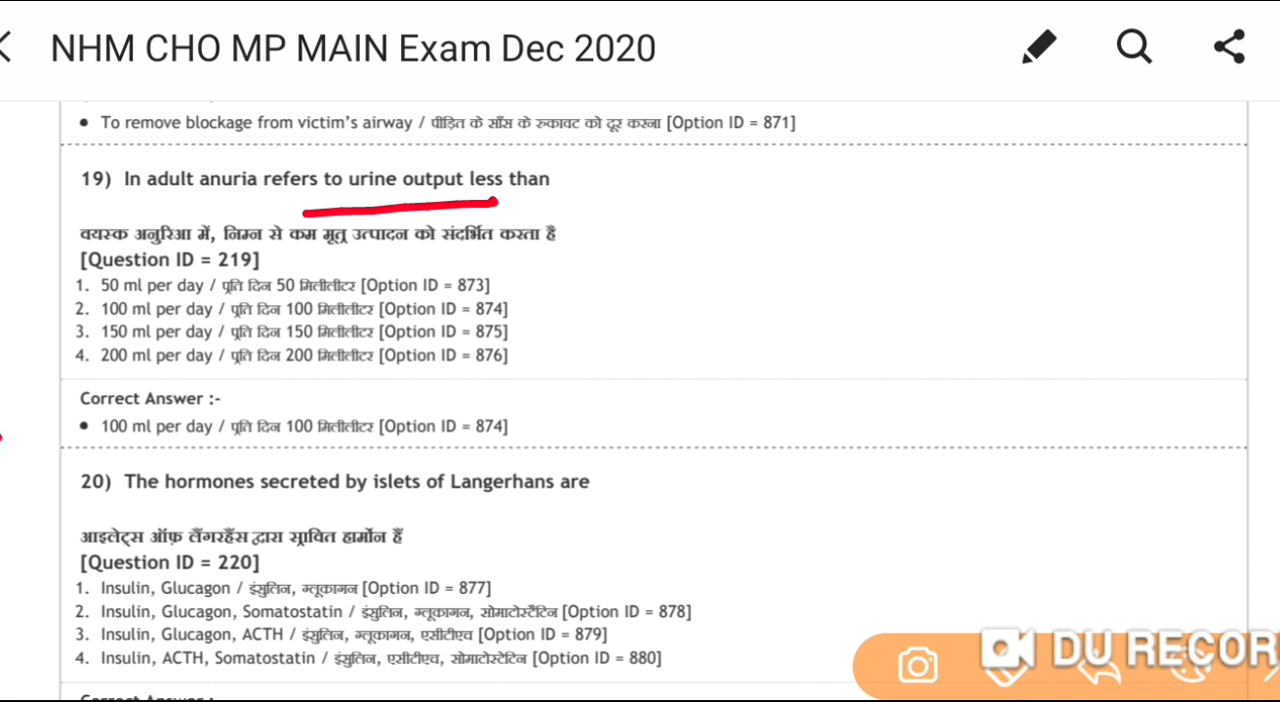 NHM CHO MP MAIN Exam Dec 2020
• To remove blockage from victim's airway / पीड़ित के साँस के रुकावट को दूर करना [Option ID = 871]
19) In adult anuria refers to urine output less than
वयस्क अनुरिआ में, निम्न से कम मूत्र उत्पादन को संदर्भित करता है
[Question ID = 219]
1. 50 ml per day / प्रति दिन 50 मिलीलीटर [Option ID = 873]
2. 100 ml per day / प्रति दिन 100 मिलीलीटर [Option ID = 874]
3. 150 ml per day / प्रति दिन 150 मिलीलीटर [Option ID = 875]
4. 200 ml per day / प्रति दिन 200 मिलीलीटर [Option ID = 876]
Correct Answer :-
• 100 ml per day / प्रति दिन 100 मिलीलीटर [Option ID = 874]
20) The hormones secreted by islets of Langerhans are
आइलेट्स ऑफ़ लैंगरहैंस द्वारा स्रावित हार्मोन हैं
[Question ID = 220]
1. Insulin, Glucagon / इंसुलिन, ग्लूकागन [Option ID = 877]
2. Insulin, Glucagon, Somatostatin / इंसुलिन, ग्लूकागन, सोमाटोस्टैटिन [Option ID = 878]
3. Insulin, Glucagon, ACTH / इंसुलिन, ग्लूकागन, एसीटीएच [Option ID = 879]
4. Insulin, ACTH, Somatostatin / इंसुलिन, एसीटीएच, सोमाटोस्टेटिन [Option ID = 880]
DU RECOR